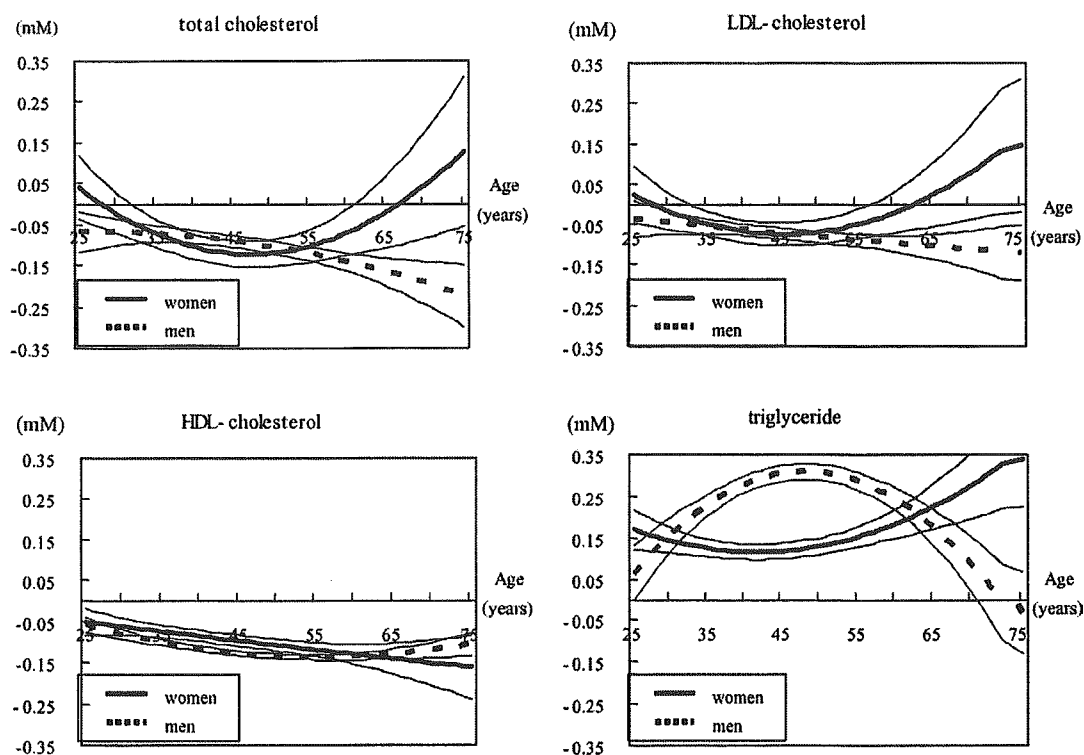 (mM) total cholesterol
0.35
0.25
0.15
0.05
-0.05
-0.15
-0.25
-0.35
25 35 45 55 65 75
Age
(years)
women
men
(mM) LDL- cholesterol
0.35
0.25
0.15
0.05
-0.05
-0.15
-0.25
-0.35
25 35 45 55 65 75
Age
(years)
women
men
(mM) HDL- cholesterol
0.35
0.25
0.15
0.05
-0.05
-0.15
-0.25
-0.35
25 35 45 55 65 75
Age
(years)
women
men
(mM) triglyceride
0.35
0.25
0.15
0.05
-0.05
-0.15
-0.25
-0.35
25 35 45 55 65 75
Age
(years)
women
men